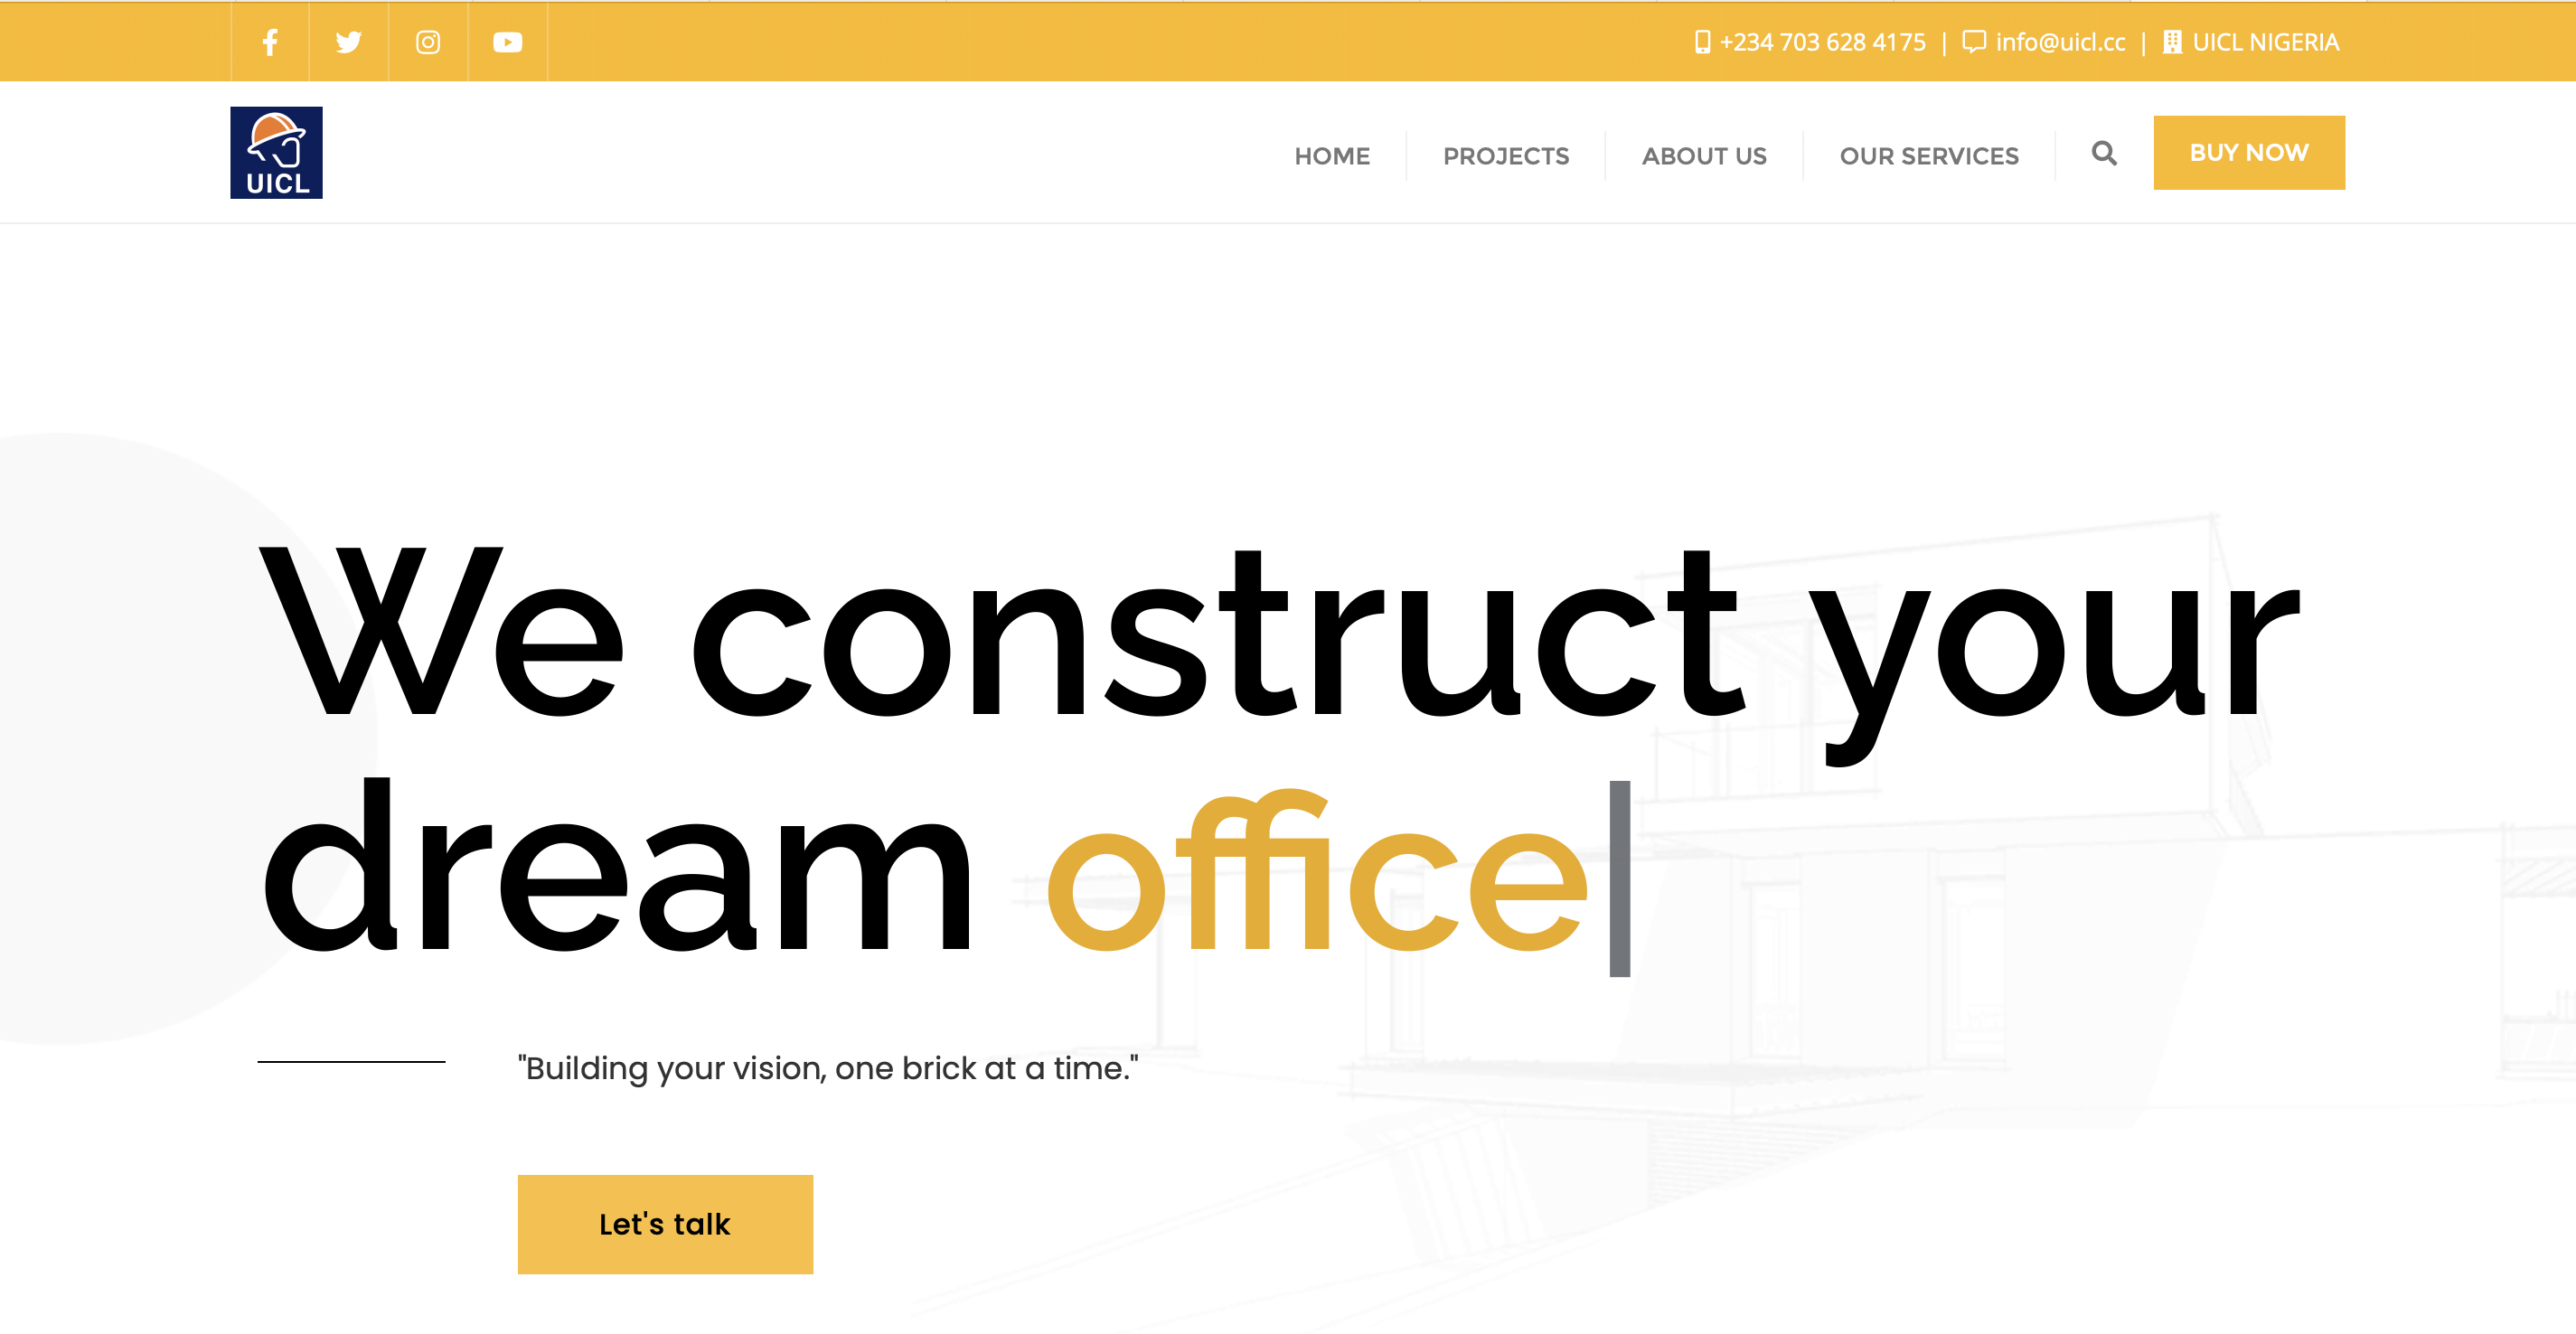 +234 703 628 4175 | info@uicl.cc | UICL NIGERIA
UICL
HOME PROJECTS ABOUT US OUR SERVICES BUY NOW
We construct your
dream office
"Building your vision, one brick at a time."
Let's talk